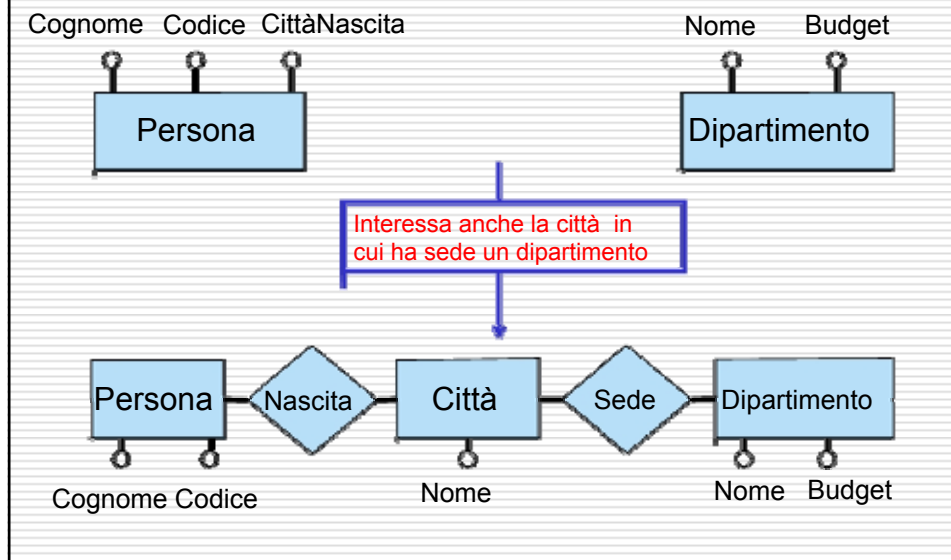 Cognome Codice CittàNascita Nome Budget
Persona Dipartimento
Interessa anche la città in
cui ha sede un dipartimento
Persona Nascita Città Sede Dipartimento
Cognome Codice Nome Nome Budget